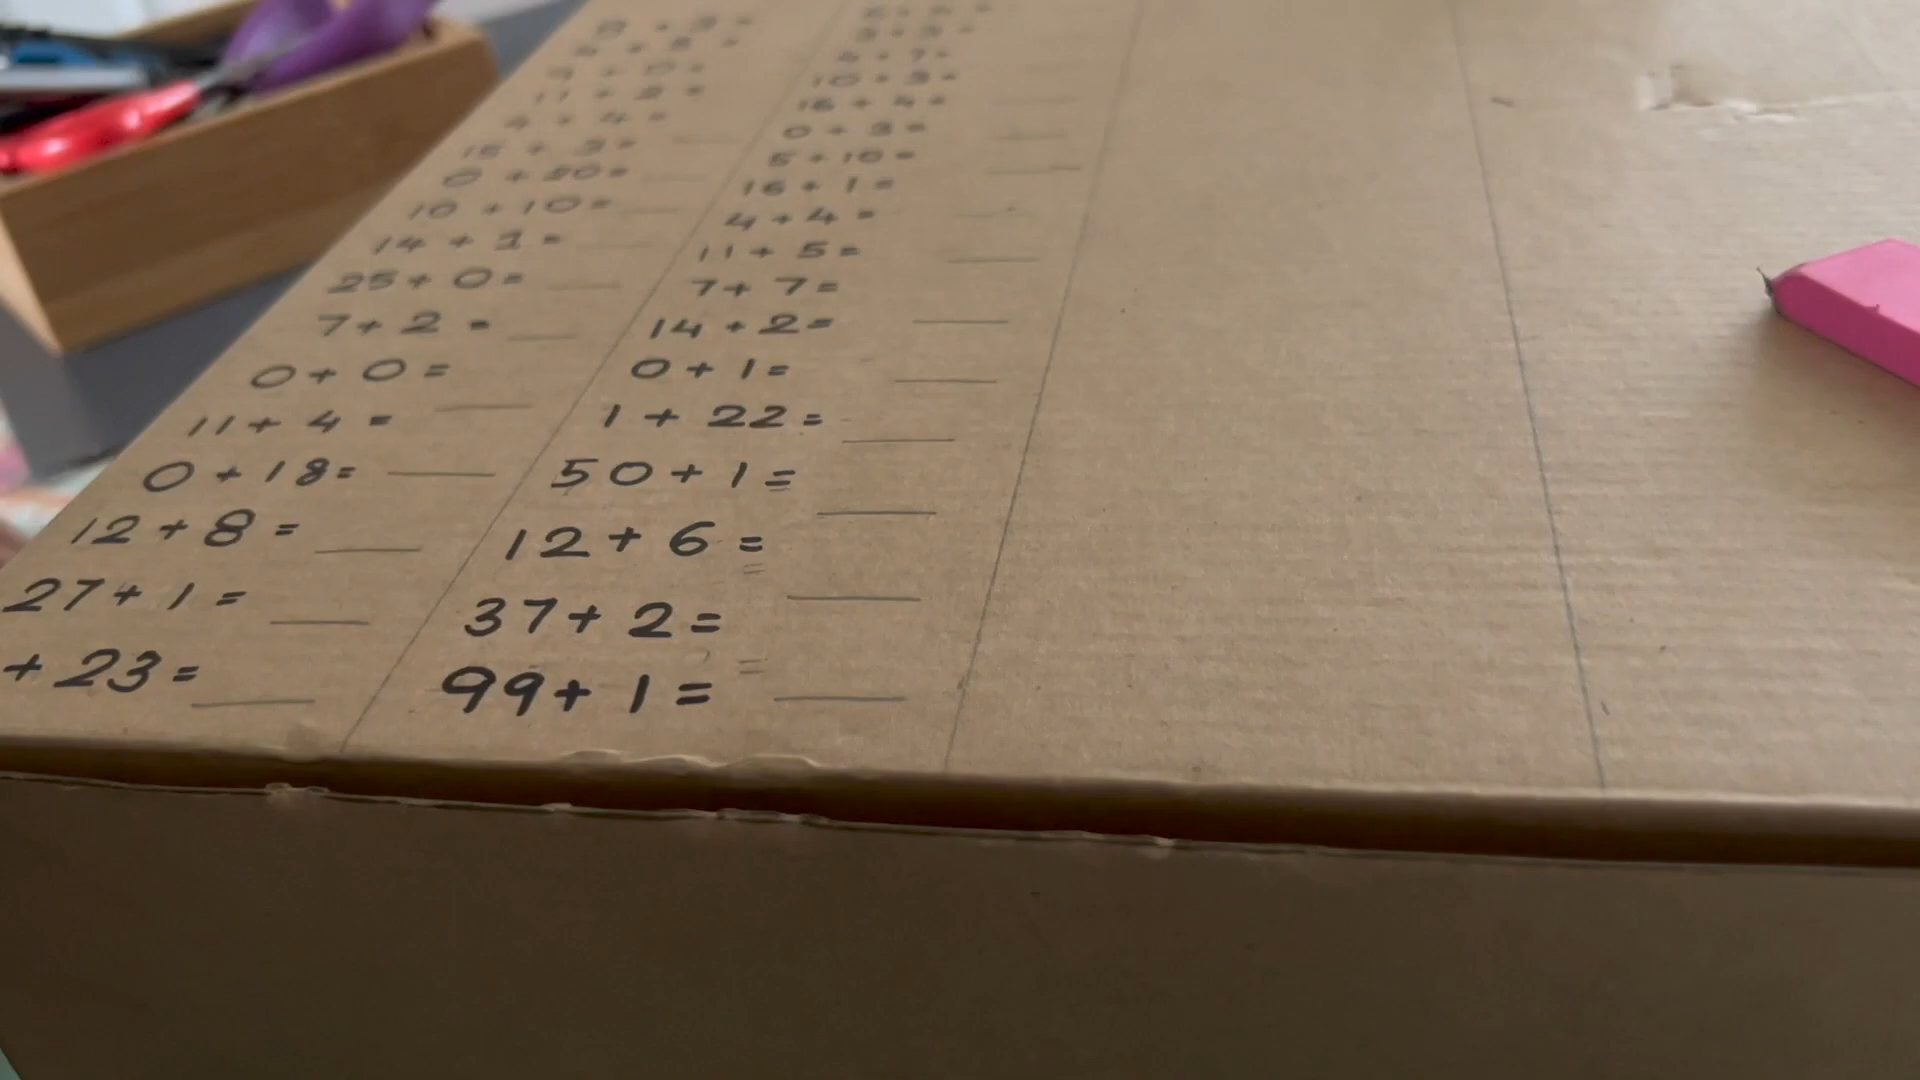 15 + 3 =
0 + 20 =
10 + 10 =
14 + 1 =
25 + 0 =
7 + 2 =
0 + 0 =
11 + 4 =
0 + 18 =
12 + 8 =
27 + 1 =
+ 23 =
10 + 3 =
16 + 4 =
0 + 3 =
5 + 10 =
16 + 1 =
4 + 4 =
11 + 5 =
7 + 7 =
14 + 2 =
0 + 1 =
1 + 22 =
50 + 1 =
12 + 6 =
37 + 2 =
99 + 1 =